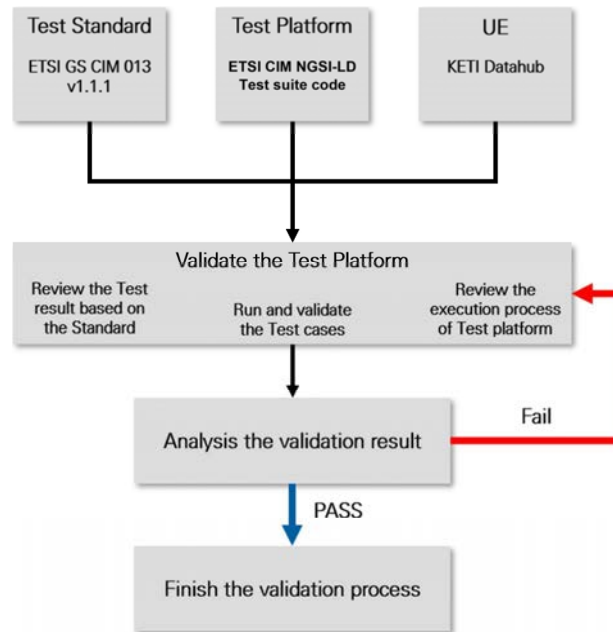 Test Standard
ETSI GS CIM 013
v1.1.1
Test Platform
ETSI CIM NGSI-LD
Test suite code
UE
KETI Datahub
Validate the Test Platform
Review the Test
result based on
the Standard
Run and validate
the Test cases
Review the
execution process
of Test platform
Analysis the validation result
Fail
PASS
Finish the validation process